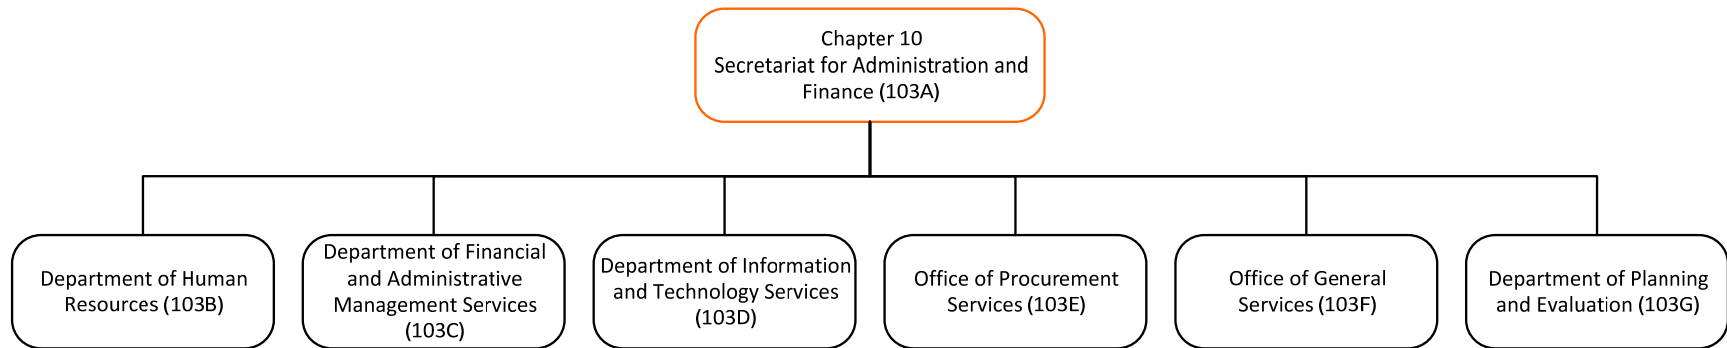 Chapter 10
Secretariat for Administration and
Finance (103A)
Department of Human
Resources (103B)
Department of Financial
and Administrative
Management Services
(103C)
Department of Information
and Technology Services
(103D)
Office of Procurement
Services (103E)
Office of General
Services (103F)
Department of Planning
and Evaluation (103G)